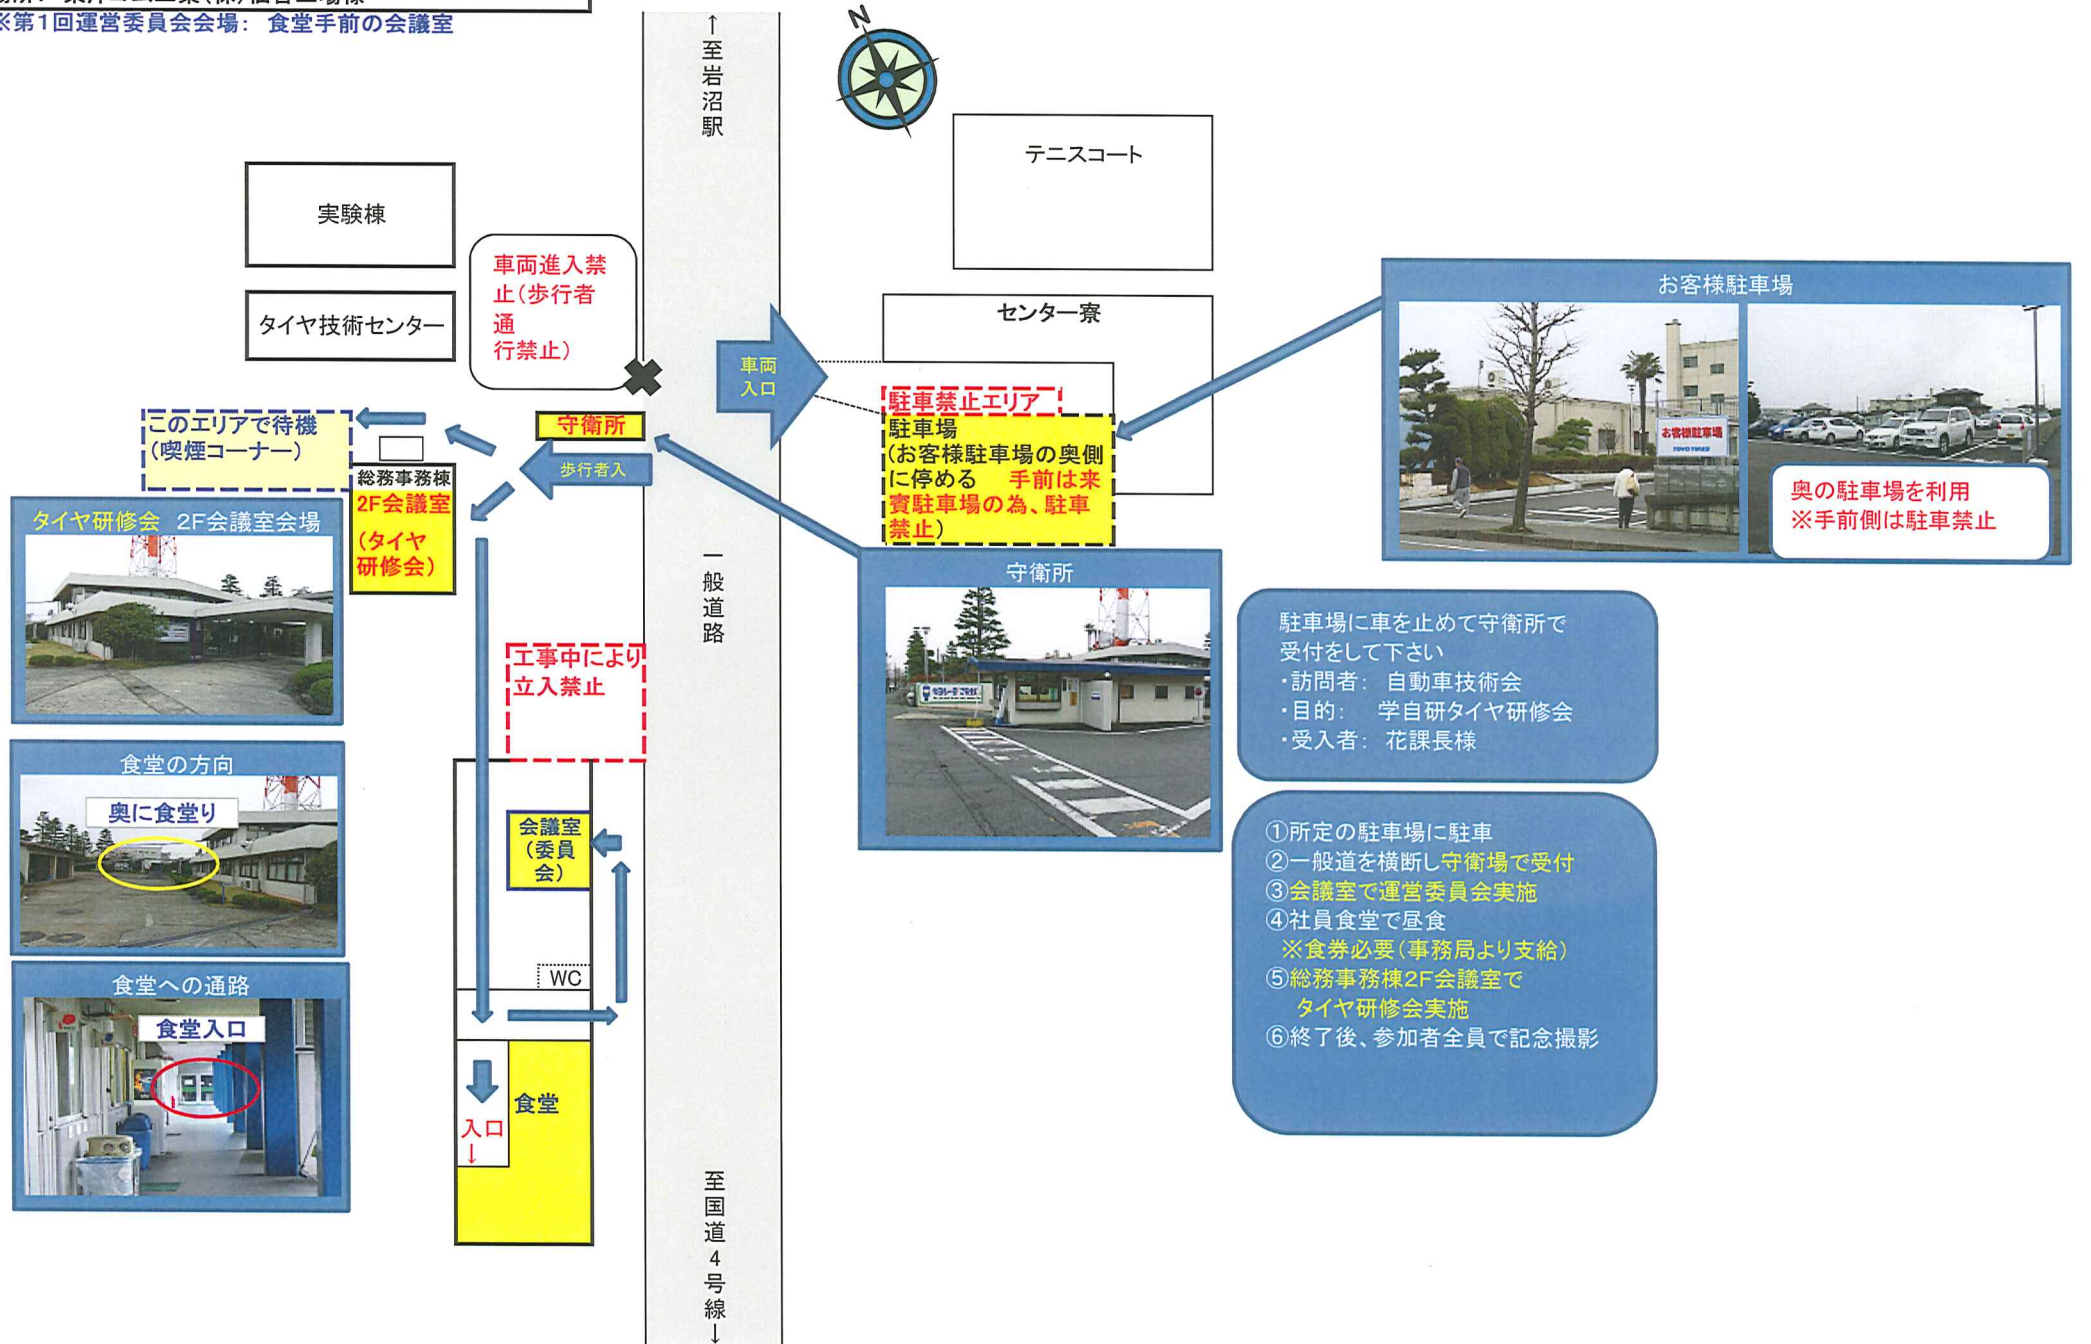 ※第1回運営委員会会場： 食堂手前の会議室
↑至岩沼駅
N
テニスコート
実験棟
車両進入禁
止(歩行者
通
行禁止)
タイヤ技術センター
センター寮
車両
入口
駐車禁止エリア
駐車場
(お客様駐車場の奥側
に停める　手前は来
賓駐車場の為、駐車
禁止)
お客様駐車場
お客様駐車場
TOYO TIRES
奥の駐車場を利用
※手前側は駐車禁止
このエリアで待機
(喫煙コーナー)
守衛所
歩行者入
総務事務棟
2F会議室
(タイヤ
研修会)
タイヤ研修会　2F会議室会場
一般道路
守衛所
工事中により
立入禁止
駐車場に車を止めて守衛所で
受付をして下さい
・訪問者： 自動車技術会
・目的：　学自研タイヤ研修会
・受入者： 花課長様
食堂の方向
奥に食堂り
会議室
(委員
会)
WC
①所定の駐車場に駐車
②一般道を横断し守衛場で受付
③会議室で運営委員会実施
④社員食堂で昼食
※食券必要(事務局より支給)
⑤総務事務棟2F会議室で
タイヤ研修会実施
⑥終了後、参加者全員で記念撮影
食堂への通路
食堂入口
食堂
入口
↓
至国道4号線↓